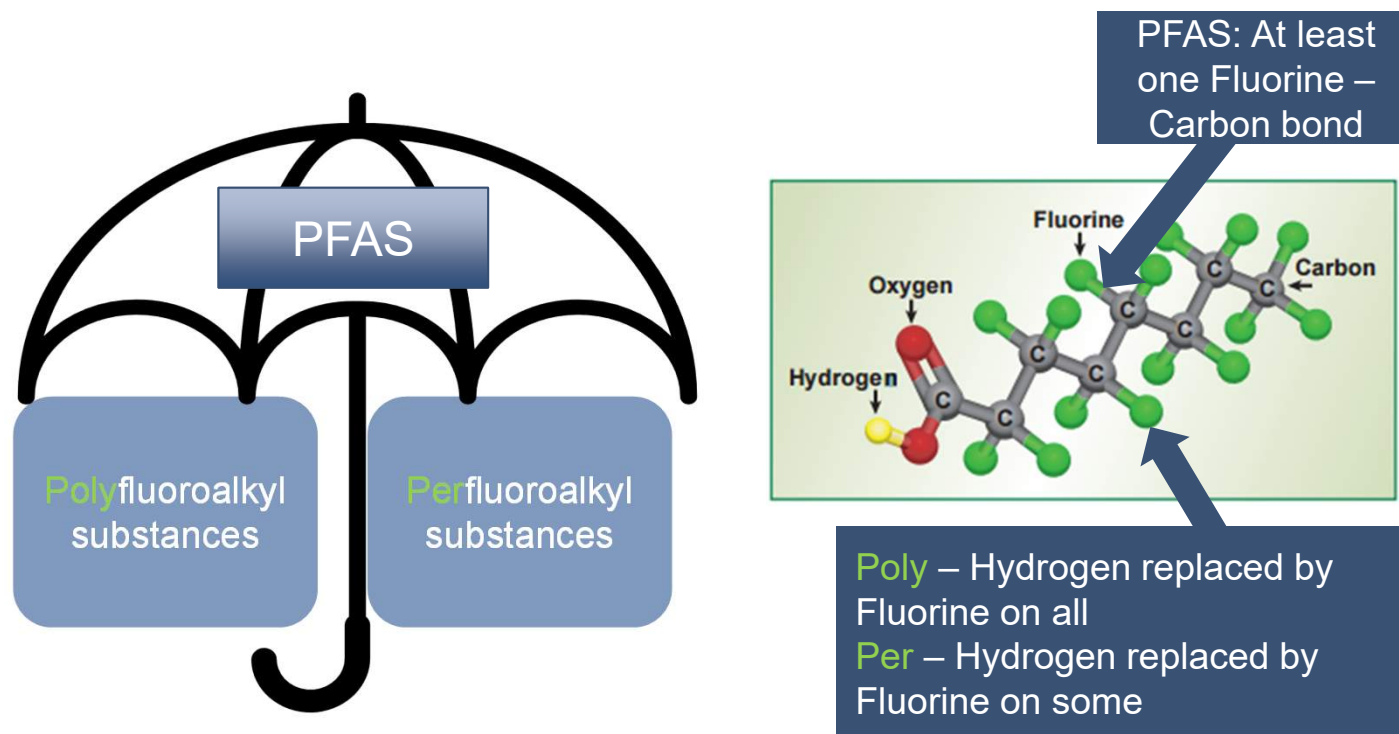 PFAS
Polyfluoroalkyl
substances
Perfluoroalkyl
substances
PFAS: At least
one Fluorine –
Carbon bond
Fluorine
Oxygen
Hydrogen
Carbon
C
C
C
C
C
C
C
C
Poly – Hydrogen replaced by
Fluorine on all
Per – Hydrogen replaced by
Fluorine on some